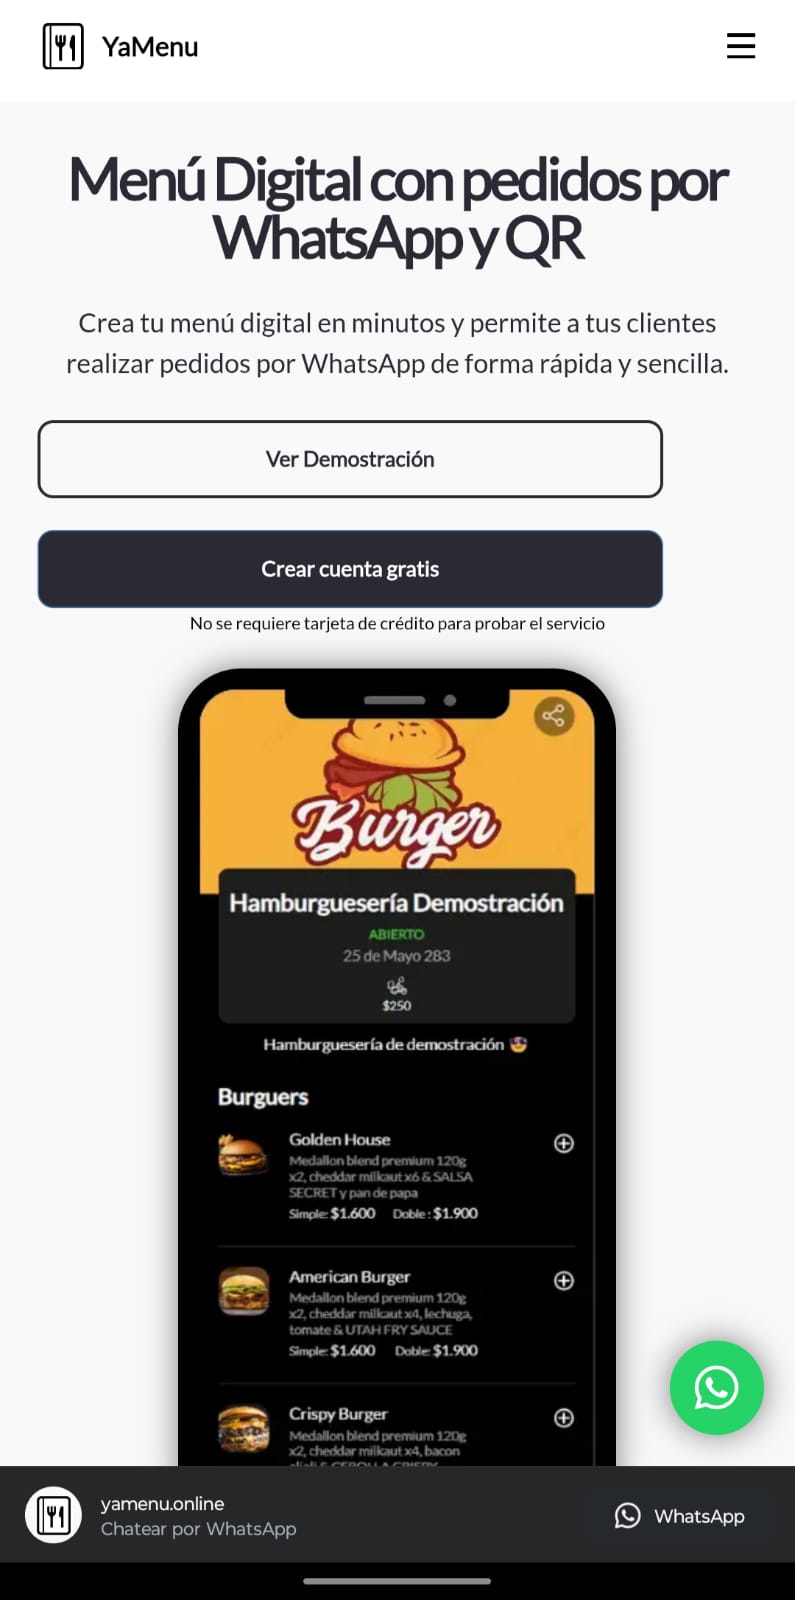 YaMenu
Menú Digital con pedidos por
WhatsApp y QR
Crea tu menú digital en minutos y permite a tus clientes
realizar pedidos por WhatsApp de forma rápida y sencilla.
Ver Demostración
Crear cuenta gratis
No se requiere tarjeta de crédito para probar el servicio
Burger
Hamburguesería Demostración
ABIERTO
25 de Mayo 283
$250
Hamburguesería de demostración
Burguers
Golden House
Medallon blend premium 120g
x2, cheddar milkaut x6 & SALSA
SECRET y pan de papa
Simple: $1.600 Doble : $1.900
American Burger
Medallon blend premium 120g
x2, cheddar milkaut x4, lechuga,
tomate & UTAH FRY SAUCE
Simple: $1.600 Doble: $1.900
Crispy Burger
Medallon blend premium 120g
x2, cheddar milkaut x4, bacon
yamenu.online
Chatear por WhatsApp
WhatsApp